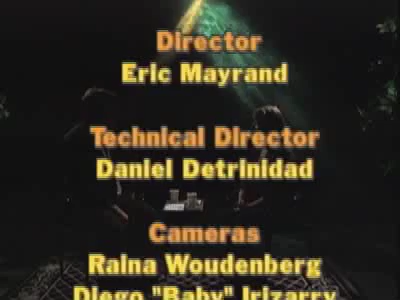 Director
Eric Mayrand
Technical Director
Daniel Detrinidad
Cameras
Raina Woudenberg
Diego "Baby" Irizarry